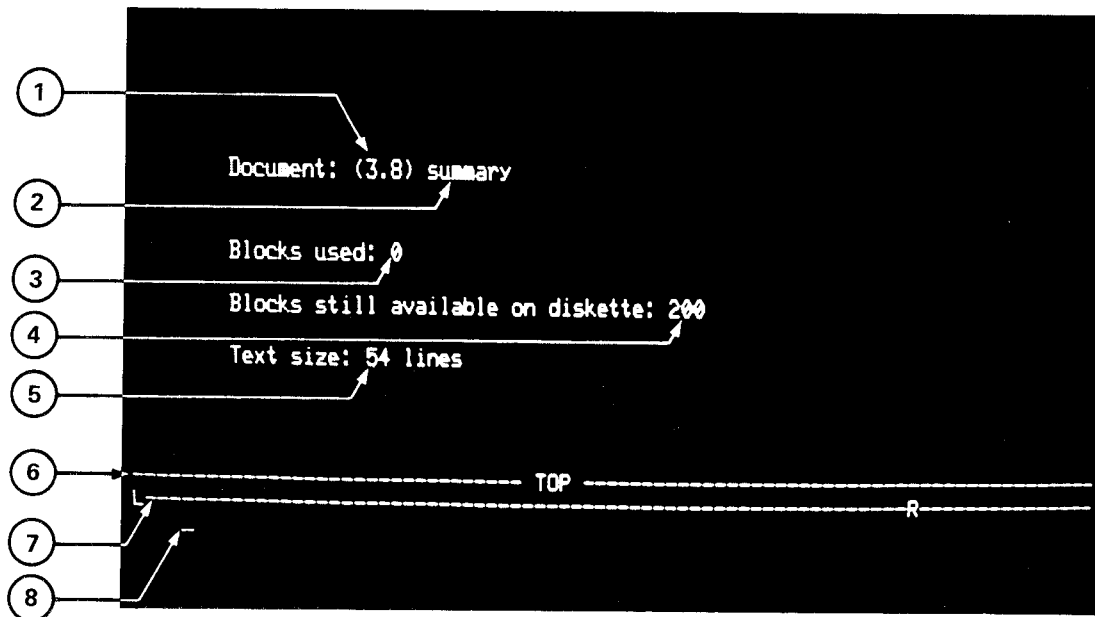 1
Document: (3.8) summary
2
Blocks used: 0
3
Blocks still available on diskette: 200
4
Text size: 54 lines
5
6
---------------------------------- TOP ----------------------------------
L---------------------------------------------------------------R---------------
7
8